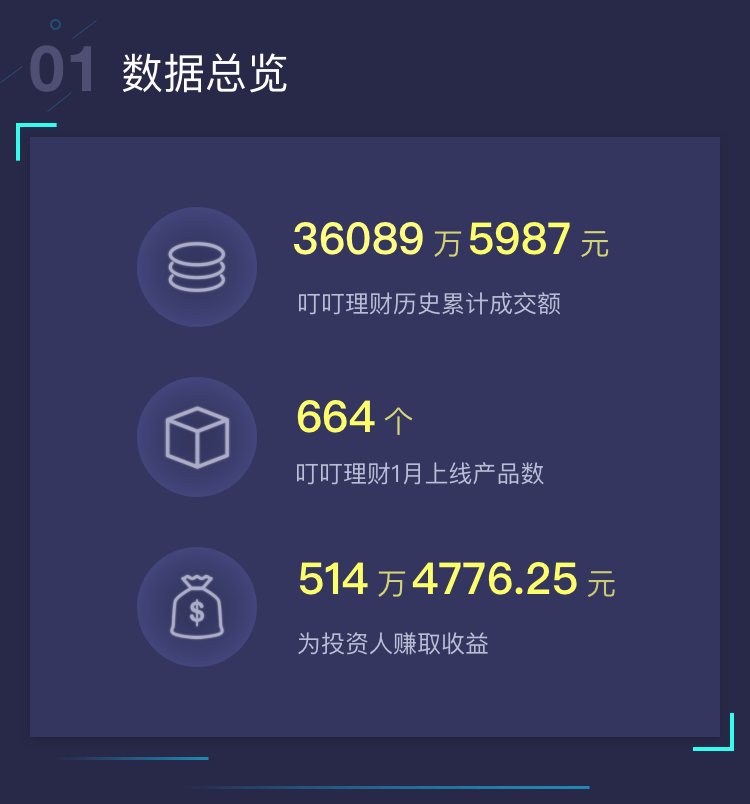 01 数据总览
36089 万 5987 元
叮叮理财历史累计成交额
664 个
叮叮理财1月上线产品数
$
514 万 4776.25 元
为投资人赚取收益